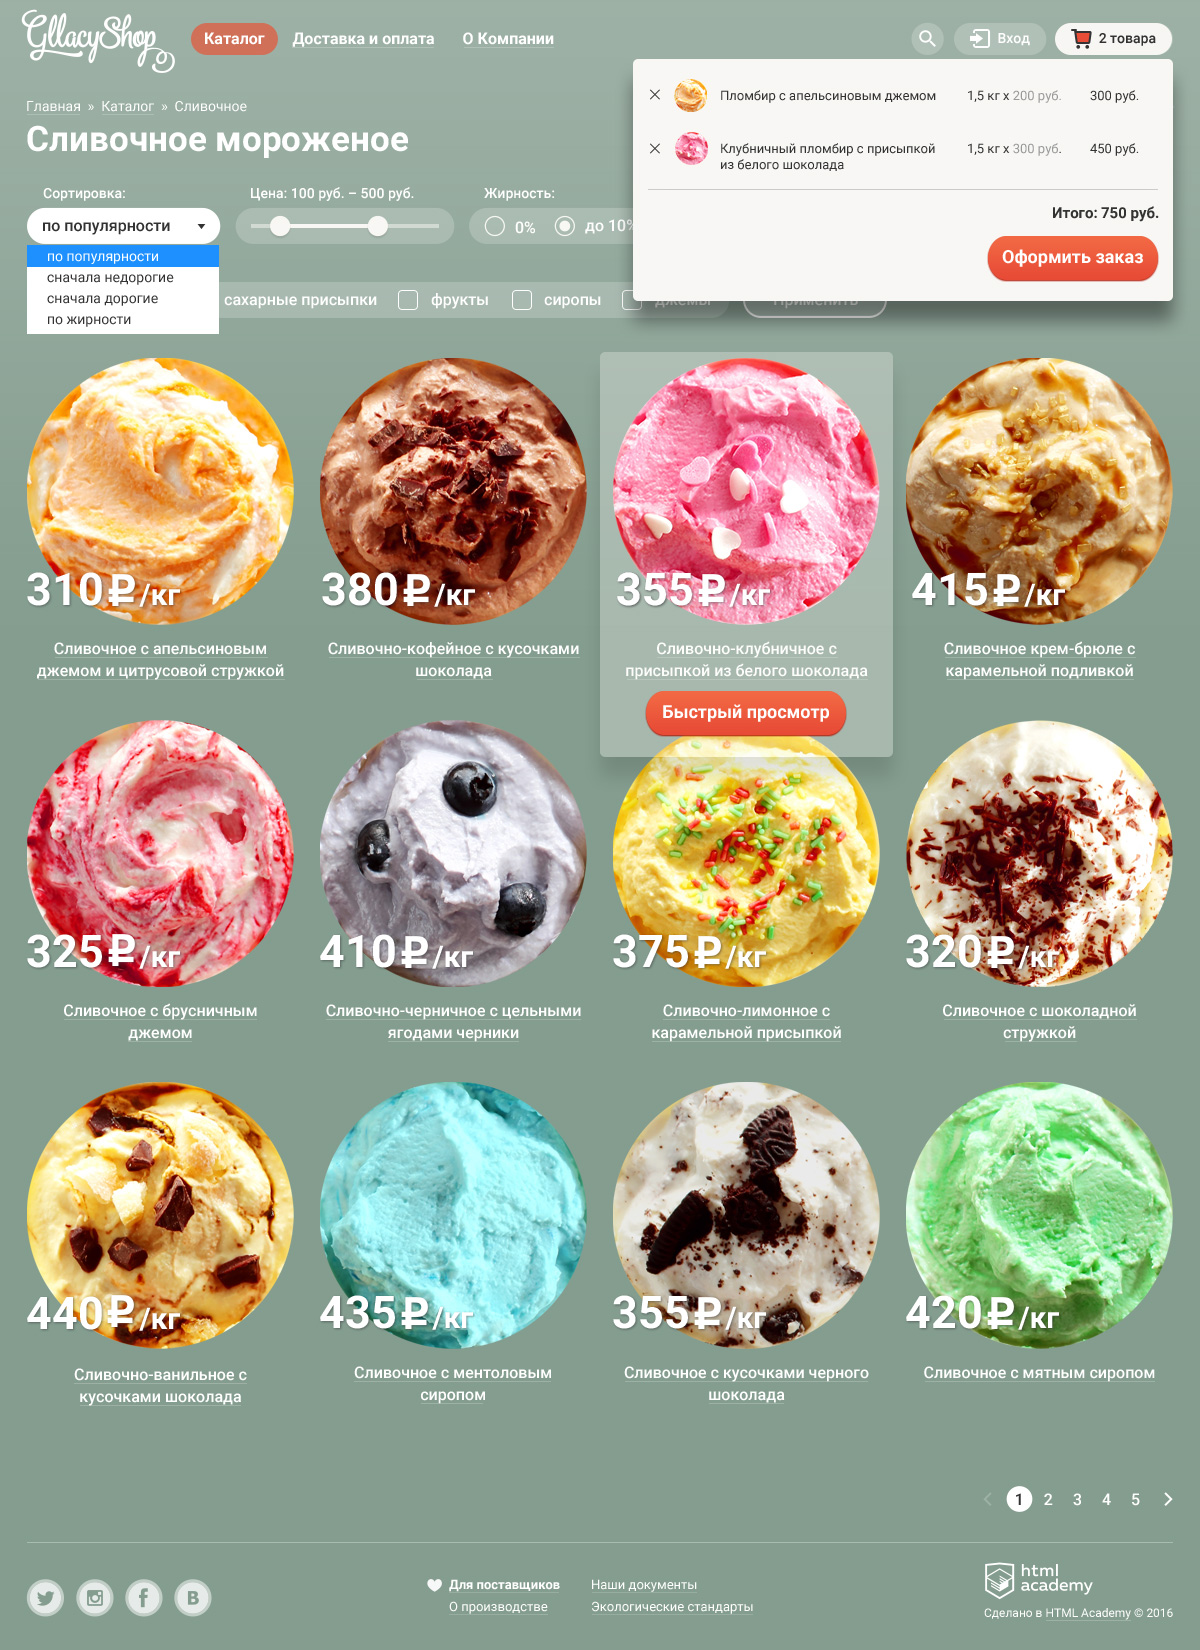 GllacyShop
Каталог
Доставка и оплата
О Компании
Вход
2 товара
Пломбир с апельсиновым джемом
1,5 кг х 200 руб.
300 руб.
Клубничный пломбир с присыпкой
из белого шоколада
1,5 кг х 300 руб.
450 руб.
Итого: 750 руб.
Оформить заказ
Главная » Каталог » Сливочное
Сливочное мороженое
Сортировка:
Цена: 100 руб. – 500 руб.
Жирность:
по популярности
0%
до 10%
по популярности
сначала недорогие
сначала дорогие
по жирности
сахарные присыпки
фрукты
сиропы
джемы
Применить
310₽/кг
380₽/кг
355₽/кг
415₽/кг
Сливочное с апельсиновым
джемом и цитрусовой стружкой
Сливочно-кофейное с кусочками
шоколада
Сливочно-клубничное с
присыпкой из белого шоколада
Быстрый просмотр
Сливочное крем-брюле с
карамельной подливкой
325₽/кг
410₽/кг
375₽/кг
320₽/кг
Сливочное с брусничным
джемом
Сливочно-черничное с цельными
ягодами черники
Сливочно-лимонное с
карамельной присыпкой
Сливочное с шоколадной
стружкой
440₽/кг
435₽/кг
355₽/кг
420₽/кг
Сливочно-ванильное с
кусочками шоколада
Сливочное с ментоловым
сиропом
Сливочное с кусочками черного
шоколада
Сливочное с мятным сиропом
1 2 3 4 5
Для поставщиков
О производстве
Наши документы
Экологические стандарты
html
academy
Сделано в HTML Academy © 2016